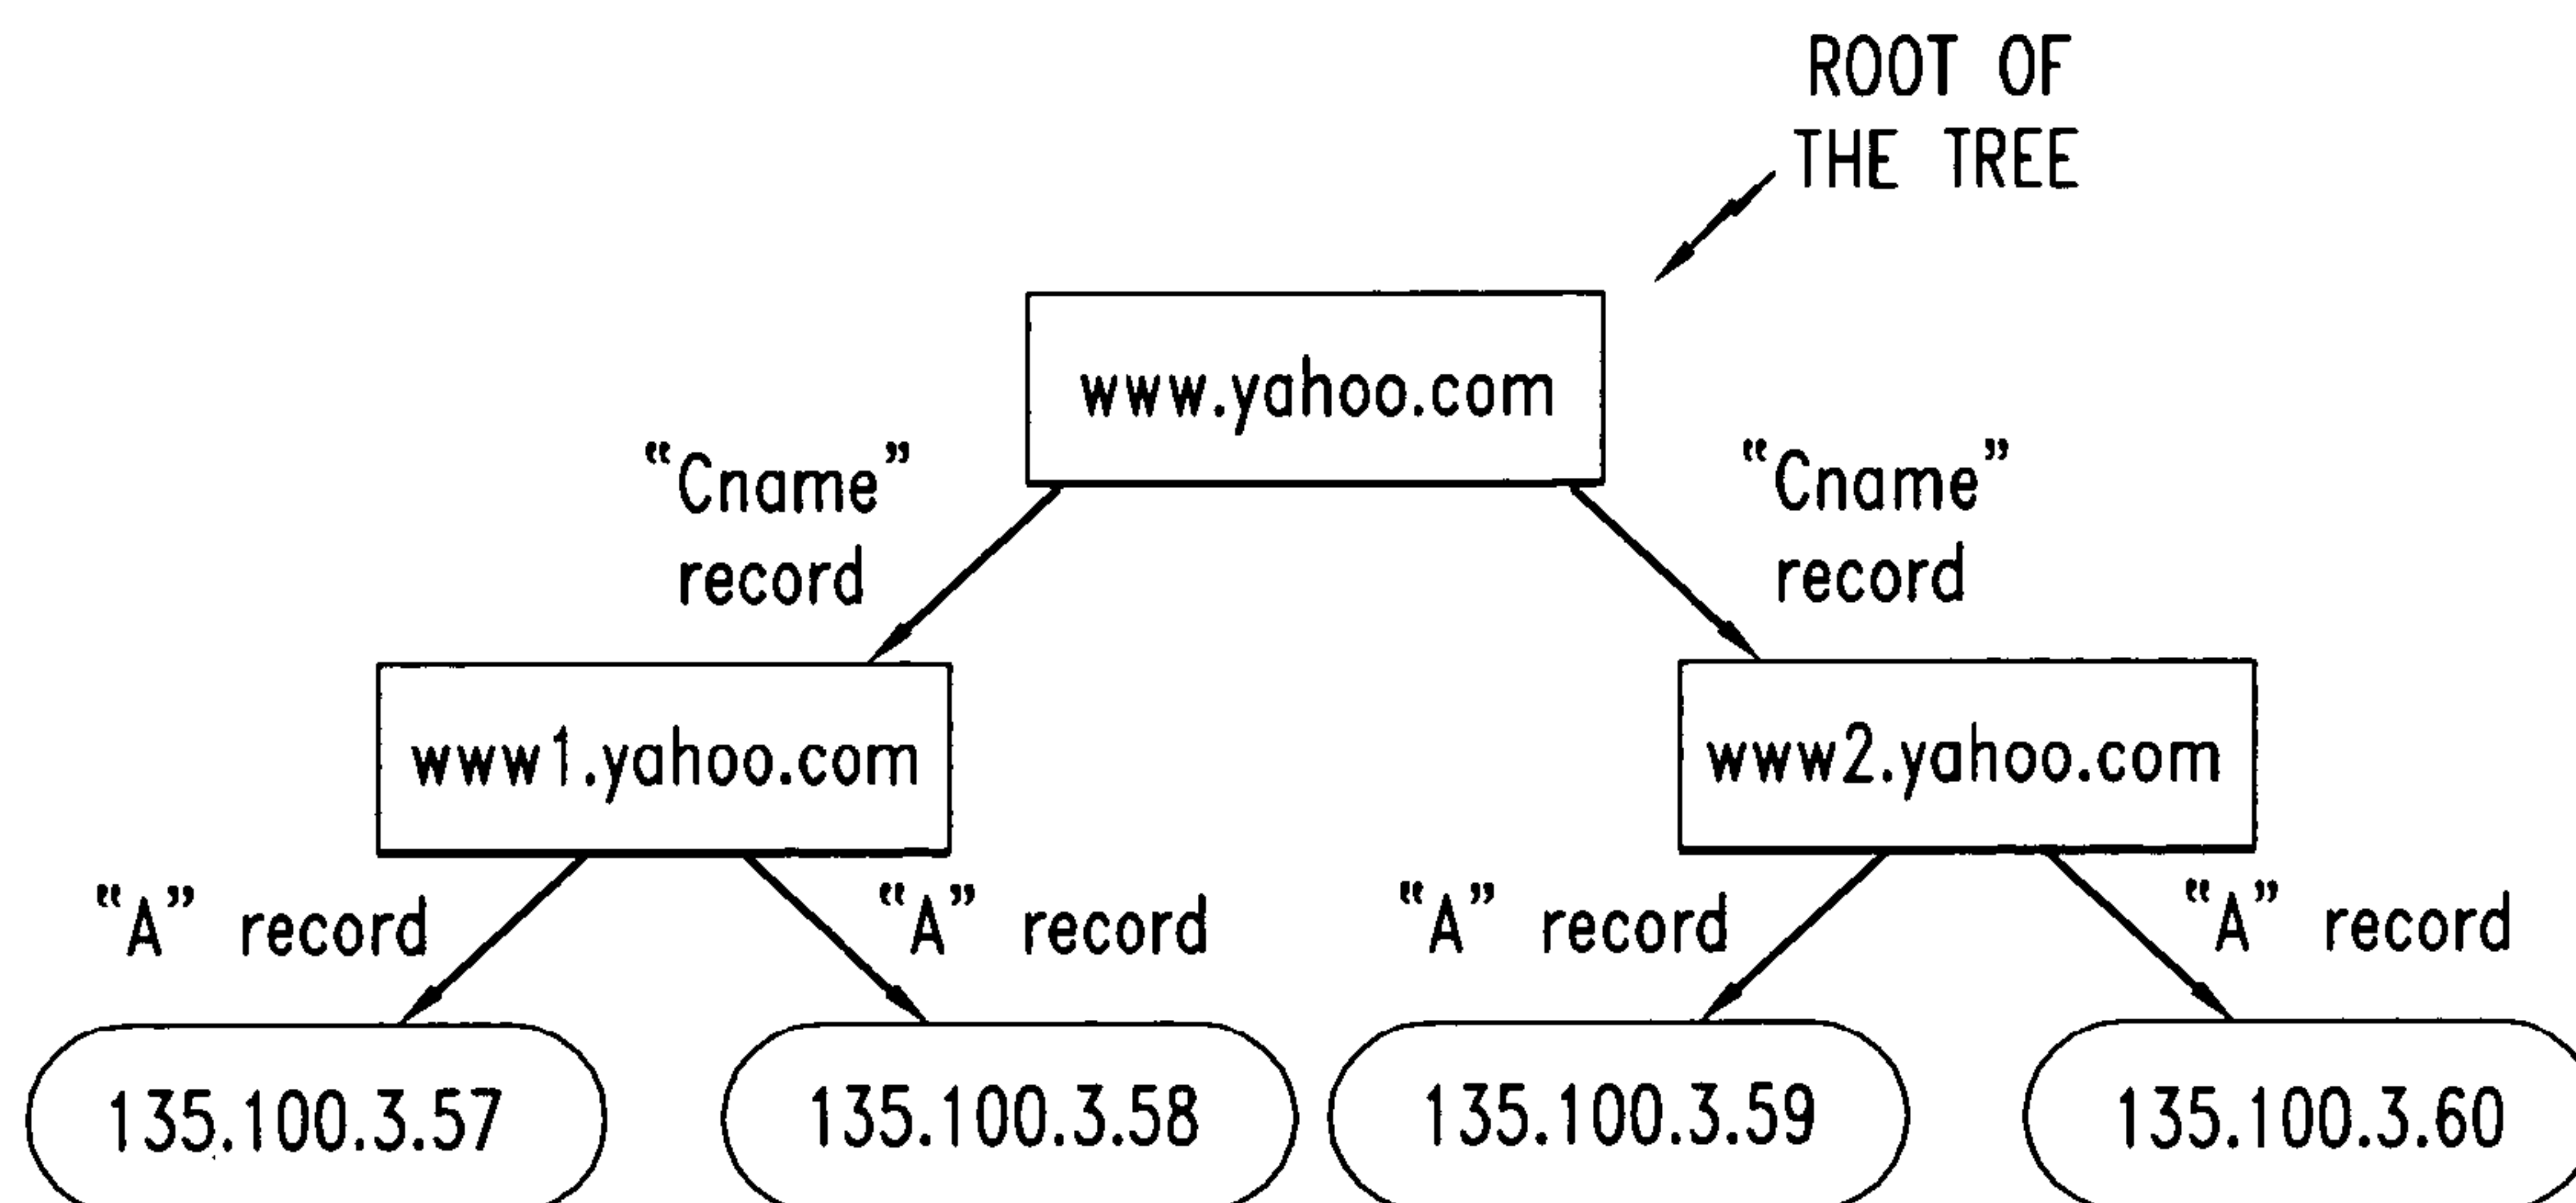 ROOT OF
THE TREE
www.yahoo.com
“Cname”
record
“Cname”
record
www1.yahoo.com
www2.yahoo.com
“A” record
“A” record
“A” record
“A” record
135.100.3.57
135.100.3.58
135.100.3.59
135.100.3.60